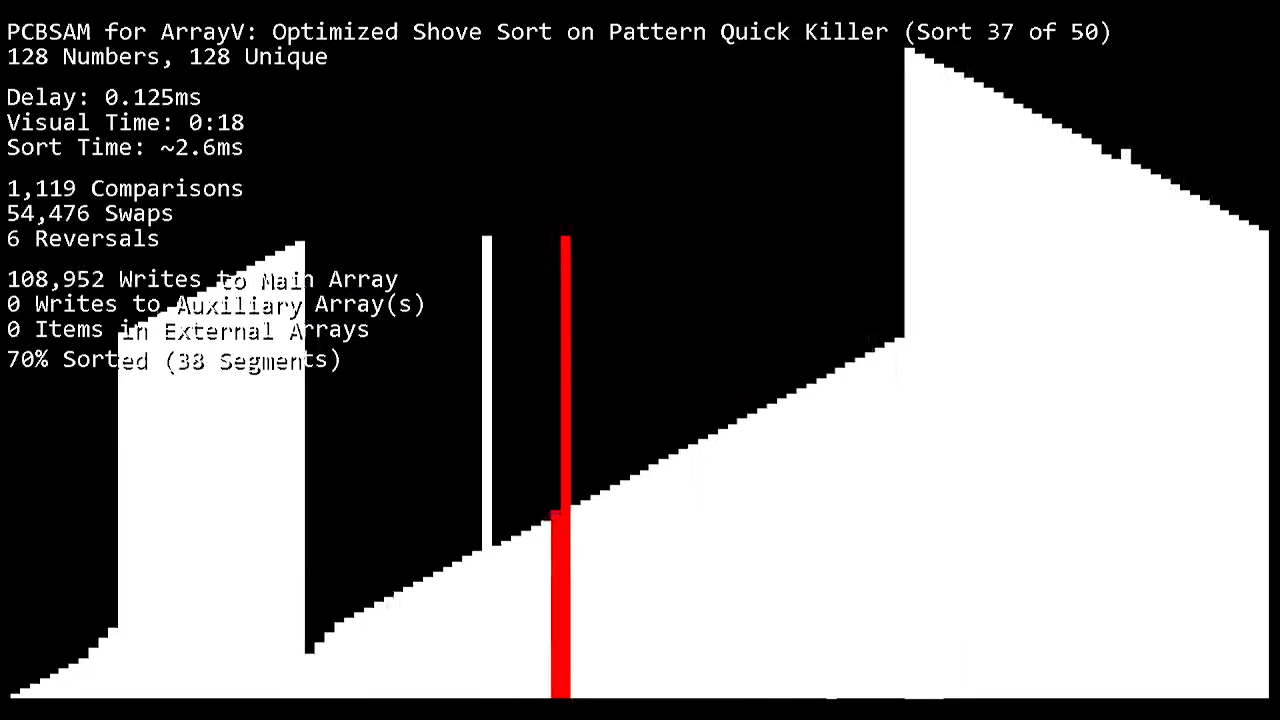 PCBSAM for ArrayV: Optimized Shove Sort on Pattern Quick Killer (Sort 37 of 50)
128 Numbers, 128 Unique
Delay: 0.125ms
Visual Time: 0:18
Sort Time: ~2.6ms
1,119 Comparisons
54,476 Swaps
6 Reversals
108,952 Writes to Main Array
0 Writes to Auxiliary Array(s)
0 Items in External Arrays
70% Sorted (38 Segments)